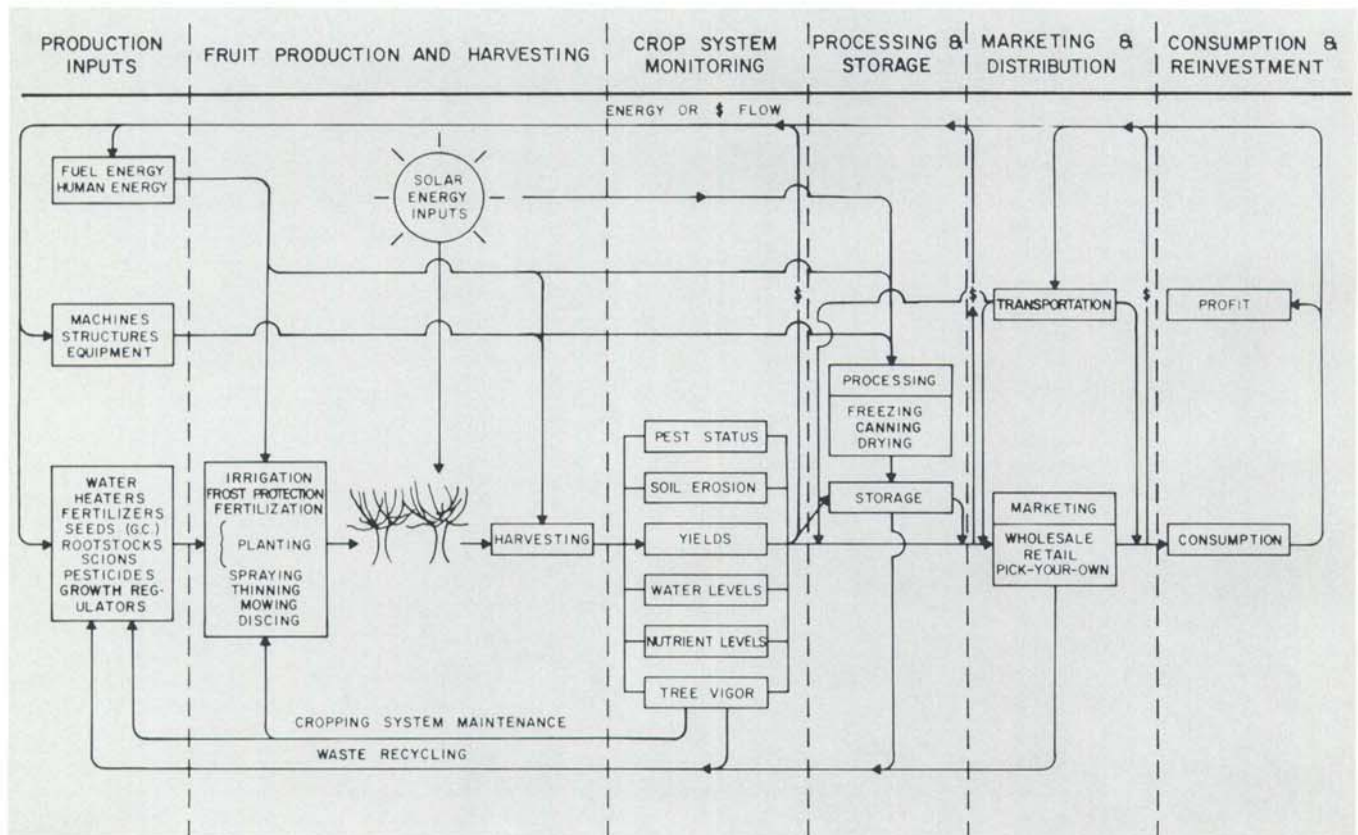 PRODUCTION
INPUTS
FRUIT PRODUCTION AND HARVESTING
CROP SYSTEM
MONITORING
PROCESSING &
STORAGE
MARKETING &
DISTRIBUTION
CONSUMPTION &
REINVESTMENT
ENERGY OR $ FLOW
FUEL ENERGY
HUMAN ENERGY
SOLAR
ENERGY
INPUTS
MACHINES
STRUCTURES
EQUIPMENT
$
$
TRANSPORTATION
$
PROFIT
PROCESSING
FREEZING
CANNING
DRYING
STORAGE
WATER
HEATERS
FERTILIZERS
SEEDS (G.C.)
ROOTSTOCKS
SCIONS
PESTICIDES
GROWTH REG-
ULATORS
IRRIGATION
FROST PROTECTION
FERTILIZATION
PLANTING
SPRAYING
THINNING
MOWING
DISCING
HARVESTING
PEST STATUS
SOIL EROSION
YIELDS
WATER LEVELS
NUTRIENT LEVELS
TREE VIGOR
MARKETING
WHOLESALE
RETAIL
PICK-YOUR-OWN
CONSUMPTION
CROPPING SYSTEM MAINTENANCE
WASTE RECYCLING